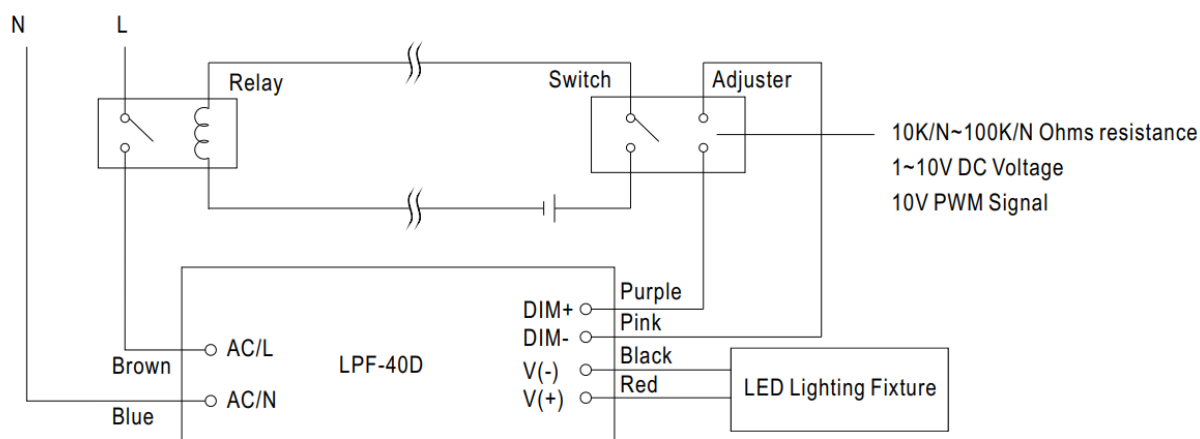 N
L
Relay
Switch
Adjuster
10K/N~100K/N Ohms resistance
1~10V DC Voltage
10V PWM Signal
DIM+
Purple
DIM-
Pink
Brown
AC/L
LPF-40D
V(-)
Black
V(+)
Red
LED Lighting Fixture
Blue
AC/N